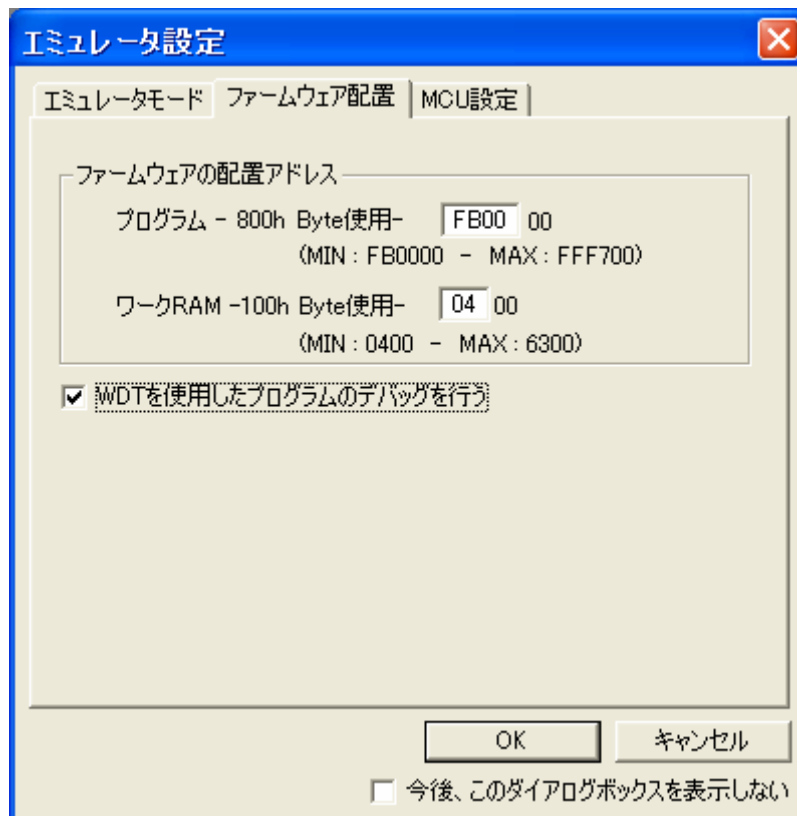 エミュレータ設定
エミュレータモード ファームウェア配置 MCU設定
ファームウェアの配置アドレス
プログラム - 800h Byte使用- FB00 00
(MIN : FB0000 - MAX : FFF700)
ワークRAM -100h Byte使用- 04 00
(MIN : 0400 - MAX : 6300)
WDTを使用したプログラムのデバッグを行う
OK キャンセル
今後、このダイアログボックスを表示しない